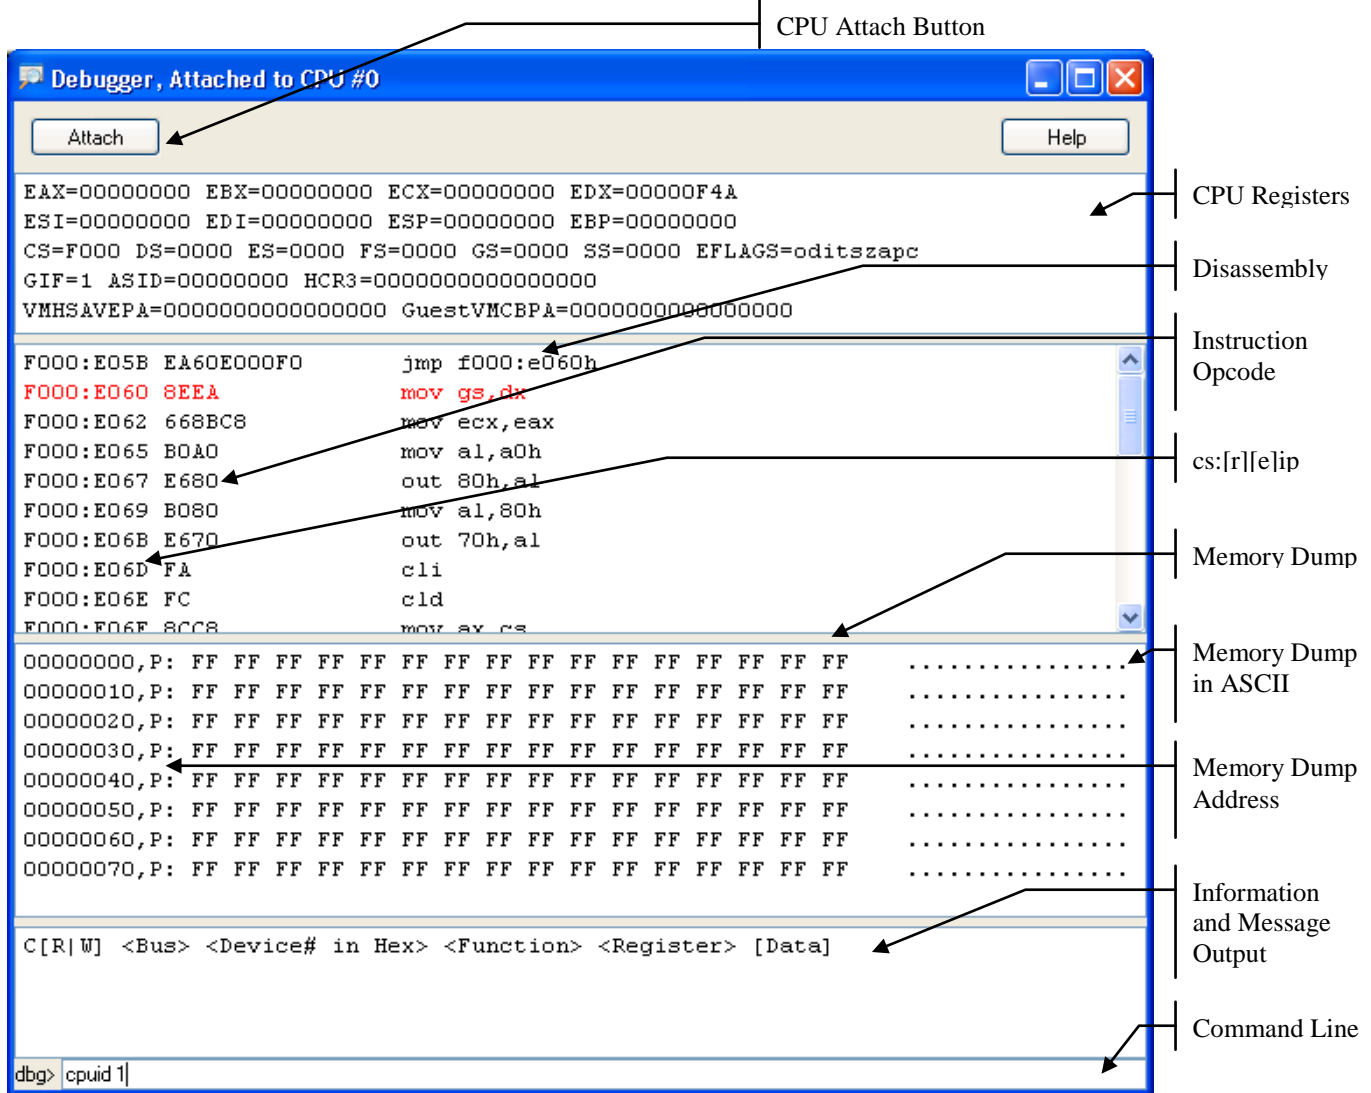 CPU Attach Button
Debugger, Attached to CPU #0
Attach
Help
EAX=00000000 EBX=00000000 ECX=00000000 EDX=00000F4A
ESI=00000000 EDI=00000000 ESP=00000000 EBP=00000000
CS=F000 DS=0000 ES=0000 FS=0000 GS=0000 SS=0000 EFLAGS=oditszapc
GIF=1 ASID=00000000 HCR3=0000000000000000
VMHSAVEPA=0000000000000000 GuestVMCBPA=0000000000000000
CPU Registers
Disassembly
Instruction
Opcode
cs:[r][e]ip
F000:E05B EA60E000F0 jmp f000:e060h
F000:E060 8EEA mov gs,dx
F000:E062 668BC8 mov ecx,eax
F000:E065 B0A0 mov al,a0h
F000:E067 E680 out 80h,al
F000:E069 B080 mov al,80h
F000:E06B E670 out 70h,al
F000:E06D FA cli
F000:E06E FC cld
F000:E06F 8CC8 mov ax,cs
Memory Dump
Memory Dump
in ASCII
Memory Dump
Address
00000000,P: FF FF FF FF FF FF FF FF FF FF FF FF FF FF FF FF ................
00000010,P: FF FF FF FF FF FF FF FF FF FF FF FF FF FF FF FF ................
00000020,P: FF FF FF FF FF FF FF FF FF FF FF FF FF FF FF FF ................
00000030,P: FF FF FF FF FF FF FF FF FF FF FF FF FF FF FF FF ................
00000040,P: FF FF FF FF FF FF FF FF FF FF FF FF FF FF FF FF ................
00000050,P: FF FF FF FF FF FF FF FF FF FF FF FF FF FF FF FF ................
00000060,P: FF FF FF FF FF FF FF FF FF FF FF FF FF FF FF FF ................
00000070,P: FF FF FF FF FF FF FF FF FF FF FF FF FF FF FF FF ................
Information
and Message
Output
C[R|W] <Bus> <Device# in Hex> <Function> <Register> [Data]
Command Line
dbg> cpuid 1